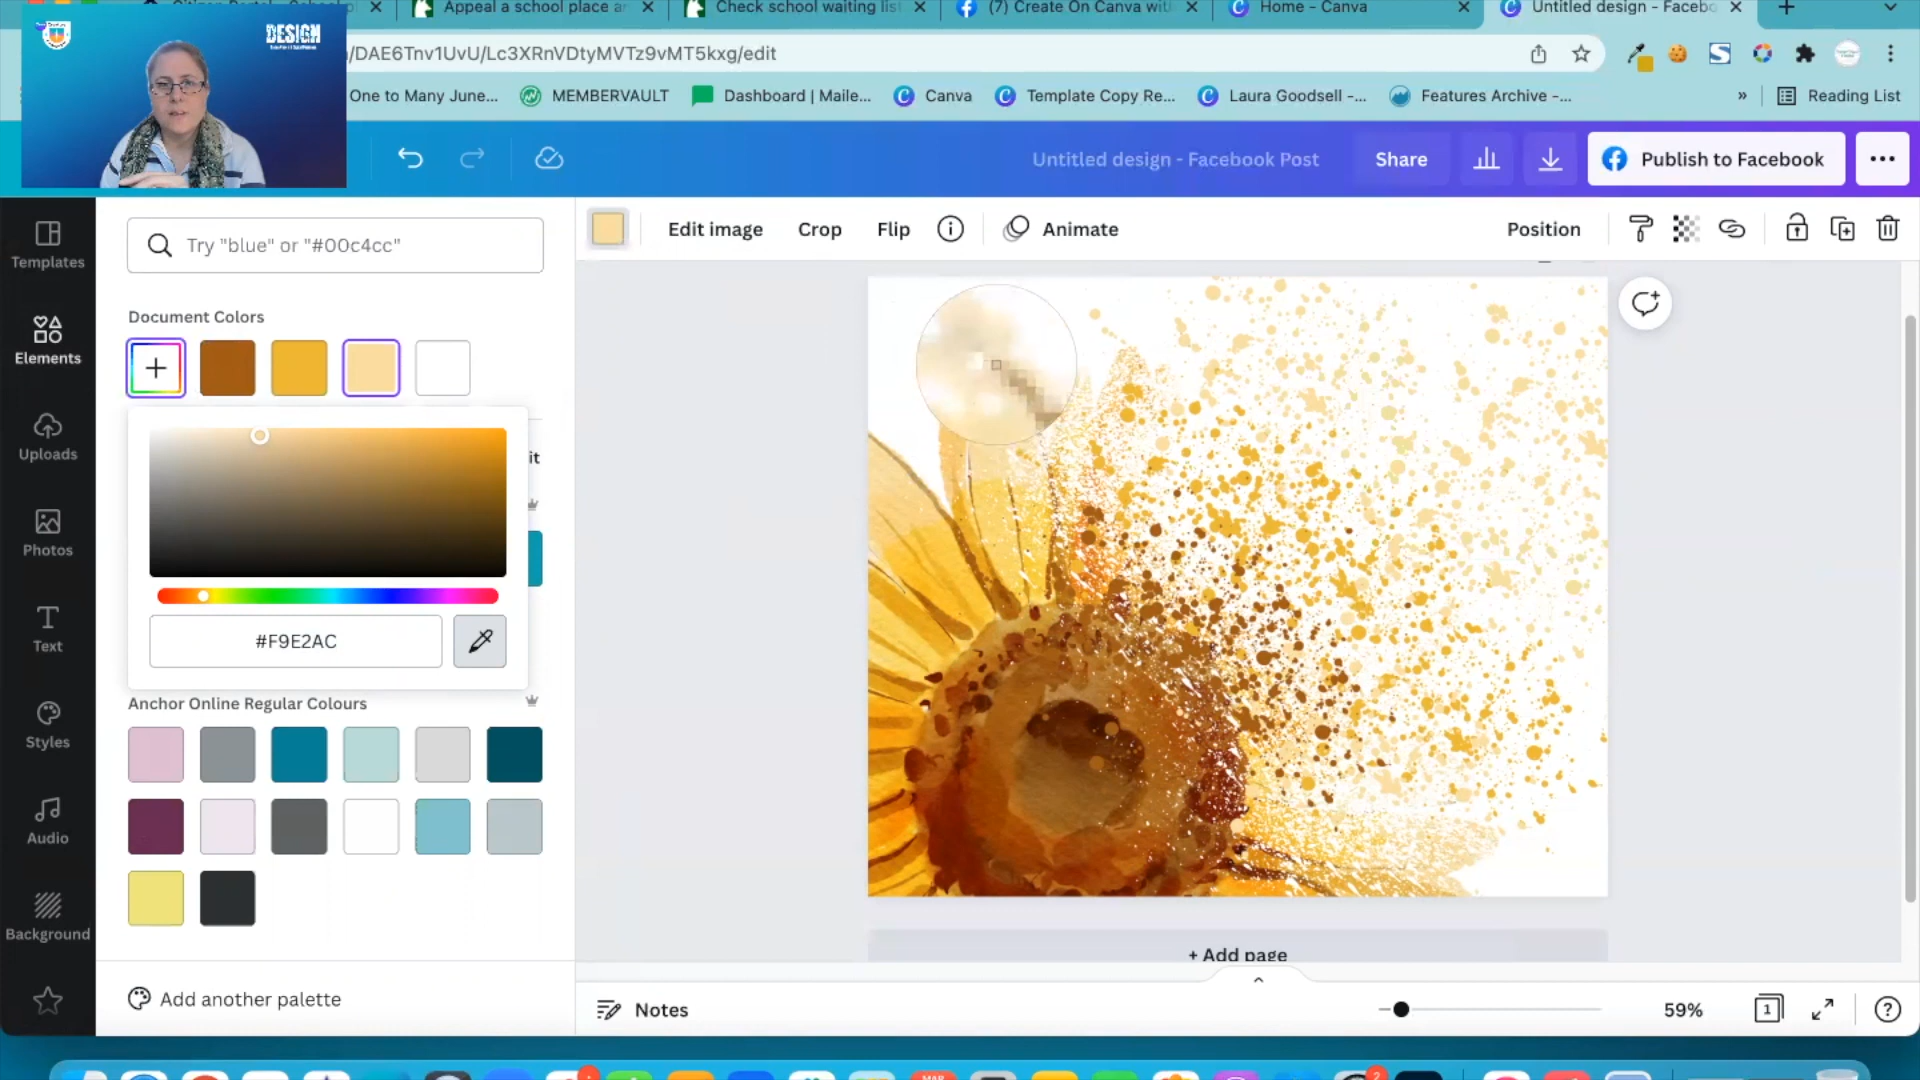 Appeal a school place a
Check school waiting list
(7) Create On Canva wit
Home - Canva
Untitled design - Facebo
DESIGN
/DAE6Tnv1UvU/Lc3XRnVDtyMVTz9vMT5kxg/edit
One to Many June...
MEMBERVAULT
Dashboard | Maile...
Canva
Template Copy Re...
Laura Goodsell -...
Features Archive -...
»
Reading List
Untitled design - Facebook Post
Share
Publish to Facebook
Templates
Elements
Uploads
Photos
Text
Styles
Audio
Background
Try "blue" or "#00c4cc"
Document Colors
it
#F9E2AC
Anchor Online Regular Colours
Add another palette
Edit image
Crop
Flip
Animate
Position
+ Add page
Notes
59%
1
MAR
2